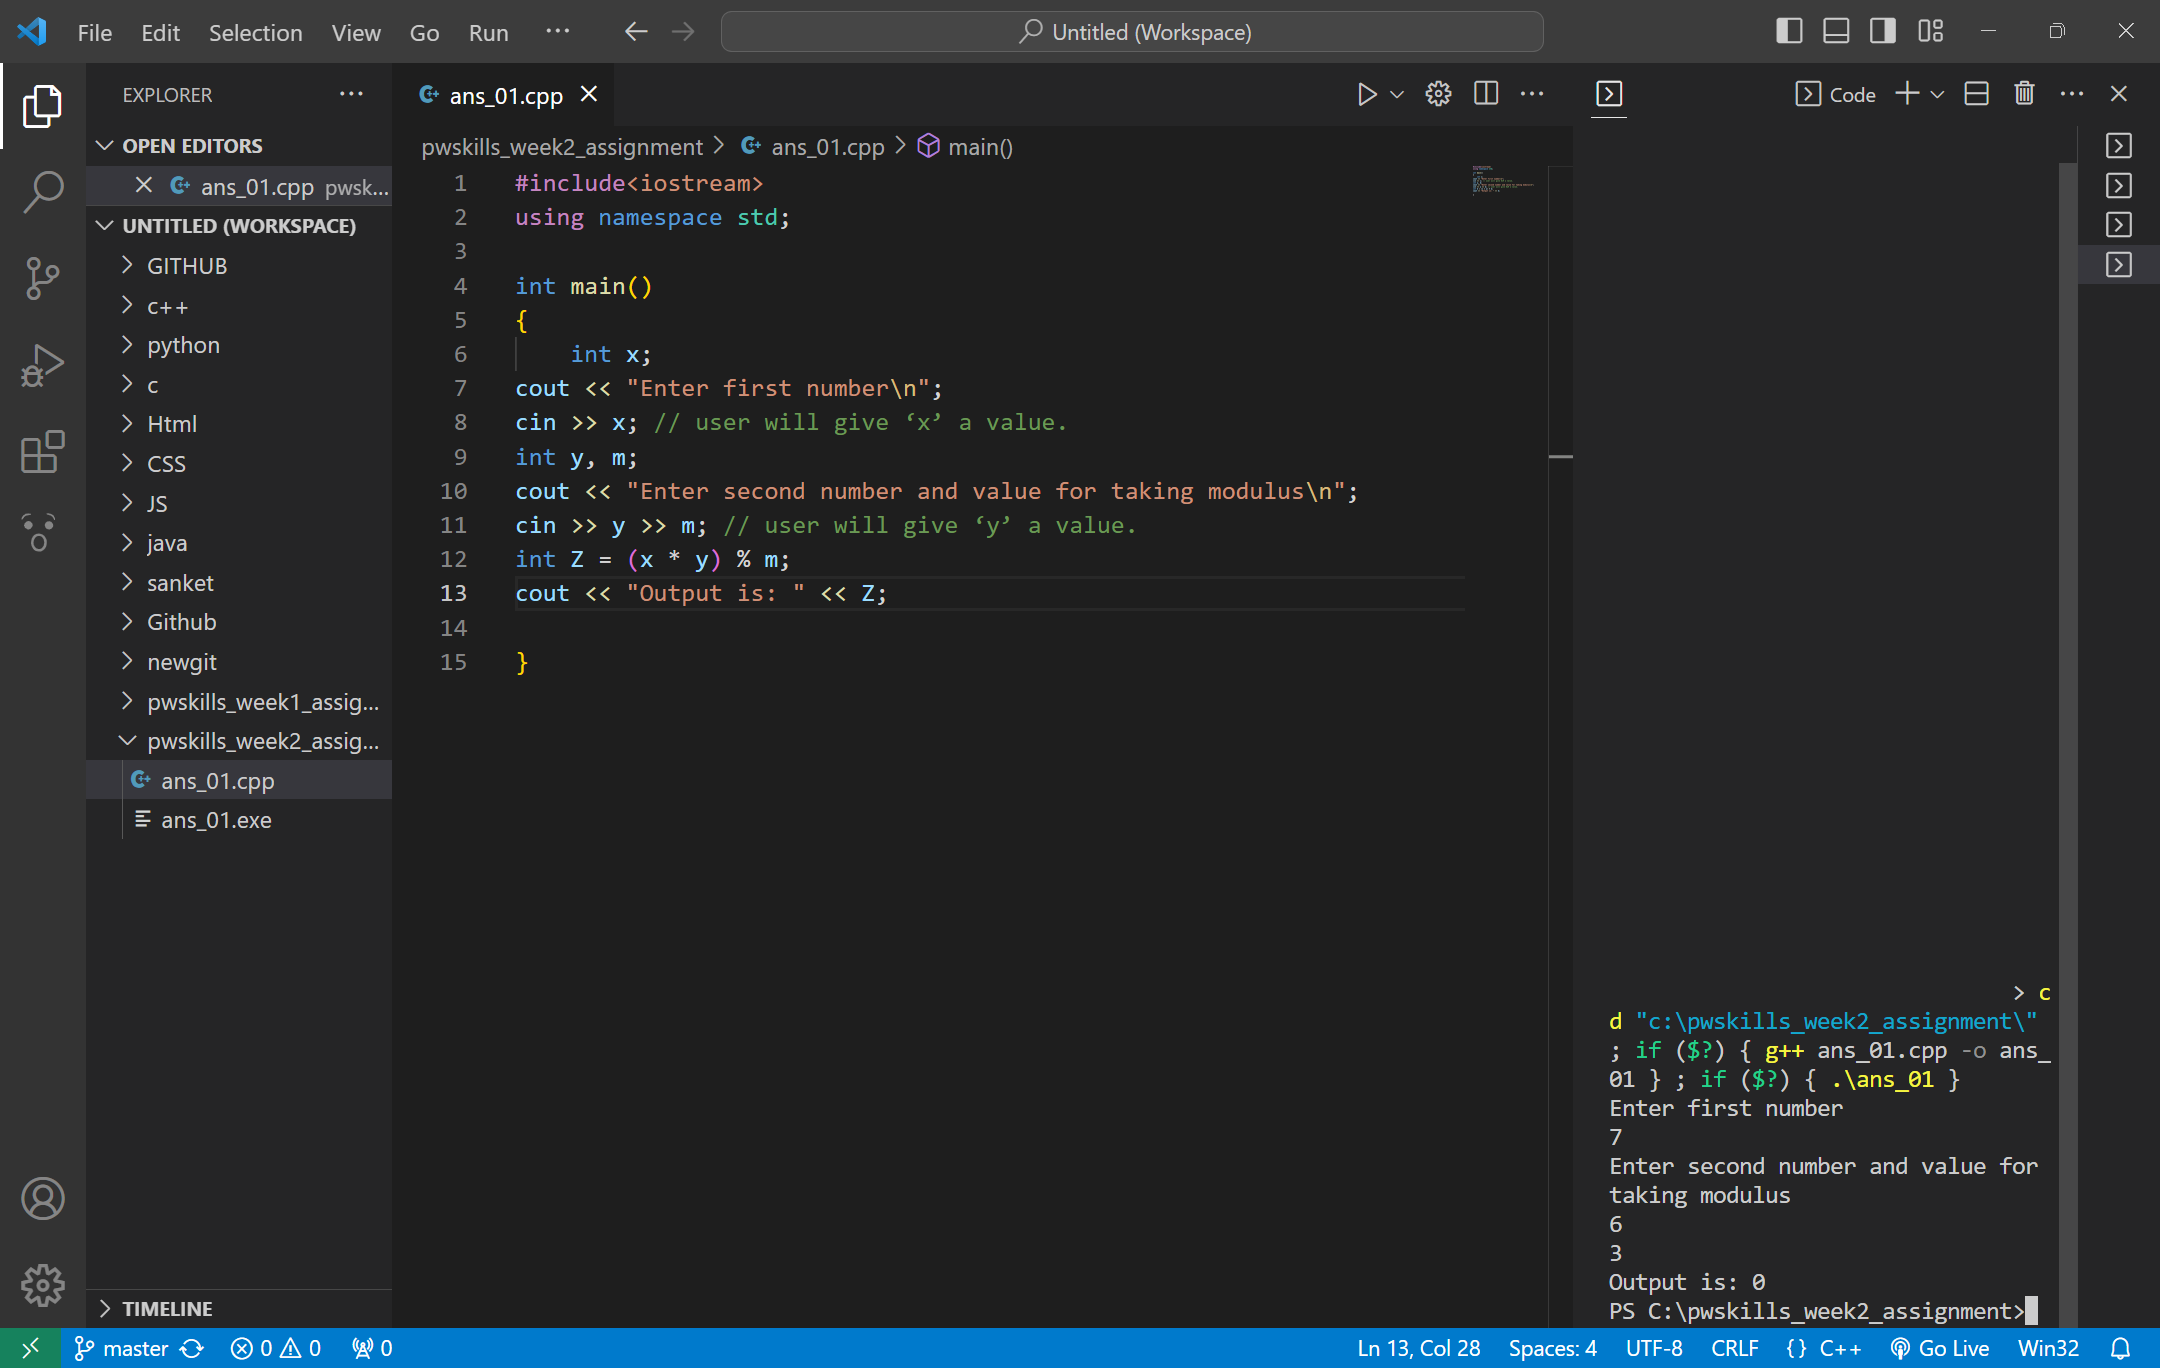 File Edit Selection View Go Run ···
Untitled (Workspace)
EXPLORER ···
OPEN EDITORS
ans_01.cpp pwsk...
UNTITLED (WORKSPACE)
GITHUB
c++
python
c
Html
CSS
JS
java
sanket
Github
newgit
pwskills_week1_assig...
pwskills_week2_assig...
ans_01.cpp
ans_01.exe
TIMELINE
ans_01.cpp
pwskills_week2_assignment > ans_01.cpp > main()
1 #include<iostream>
2 using namespace std;
3
4 int main()
5 {
6 int x;
7 cout << "Enter first number\n";
8 cin >> x; // user will give ‘x’ a value.
9 int y, m;
10 cout << "Enter second number and value for taking modulus\n";
11 cin >> y >> m; // user will give ‘y’ a value.
12 int Z = (x * y) % m;
13 cout << "Output is: " << Z;
14
15 }
Code
> c
d "c:\pwskills_week2_assignment\"
; if ($?) { g++ ans_01.cpp -o ans_
01 } ; if ($?) { .\ans_01 }
Enter first number
7
Enter second number and value for
taking modulus
6
3
Output is: 0
PS C:\pwskills_week2_assignment>
master 0 0 0 Ln 13, Col 28 Spaces: 4 UTF-8 CRLF {} C++ Go Live Win32